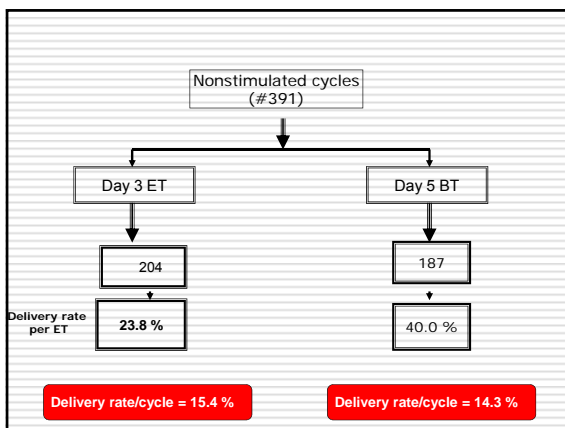 Nonstimulated cycles
(#391)
Day 3 ET
Day 5 BT
204
187
Delivery rate
per ET
23.8 %
40.0 %
Delivery rate/cycle = 15.4 %
Delivery rate/cycle = 14.3 %